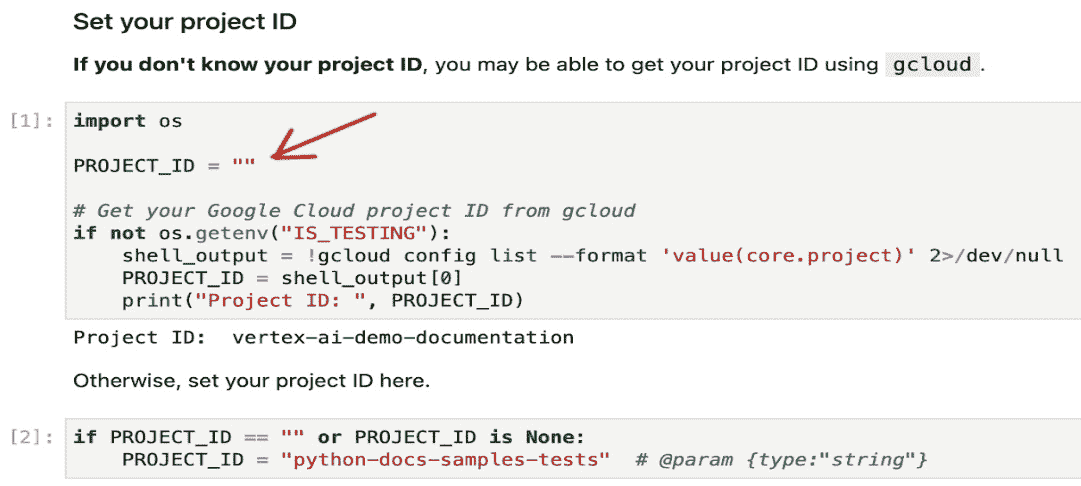 Set your project ID
If you don't know your project ID, you may be able to get your project ID using gcloud.
[1]: import os
PROJECT_ID = ""
# Get your Google Cloud project ID from gcloud
if not os.getenv("IS_TESTING"):
    shell_output = !gcloud config list --format 'value(core.project)' 2>/dev/null
    PROJECT_ID = shell_output[0]
    print("Project ID: ", PROJECT_ID)
Project ID:  vertex-ai-demo-documentation
Otherwise, set your project ID here.
[2]: if PROJECT_ID == "" or PROJECT_ID is None:
    PROJECT_ID = "python-docs-samples-tests"  # @param {type:"string"}